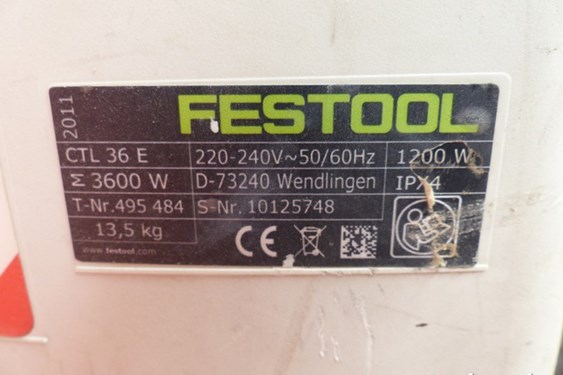 2011
FESTOOL
CTL 36 E 220-240V~50/60Hz 1200 W
Σ 3600 W D-73240 Wendlingen IPX4
T-Nr.495 484 S-Nr. 10125748
13,5 kg
CE
www.festool.com